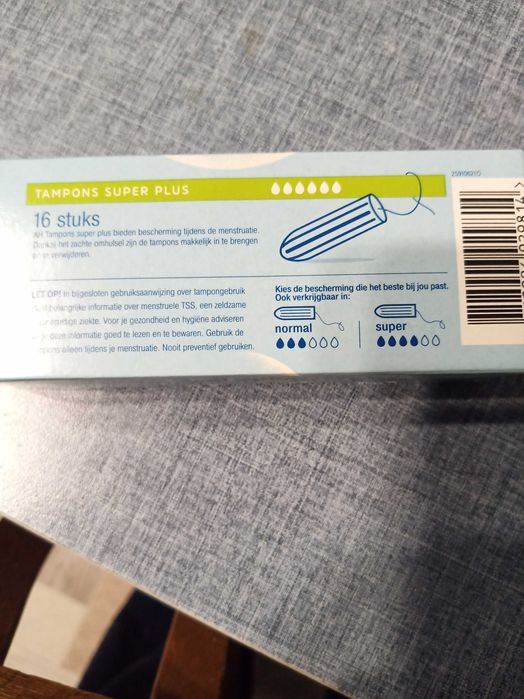 TAMPONS SUPER PLUS
16 stuks
AH Tampons super plus bieden bescherming tijdens de menstruatie.
Dankzij het zachte omhulsel zijn de tampons makkelijk in te brengen
en te verwijderen.
LET OP! In bijgesloten gebruiksaanwijzing over tampongebruik
belangrijke informatie over menstruele TSS, een zeldzame
ziekte. Voor je gezondheid en hygiëne adviseren
deze informatie goed te lezen en te bewaren. Gebruik de
alleen tijdens je menstruatie. Nooit preventief gebruiken.
Kies de bescherming die het beste bij jou past.
Ook verkrijgbaar in:
normal
super